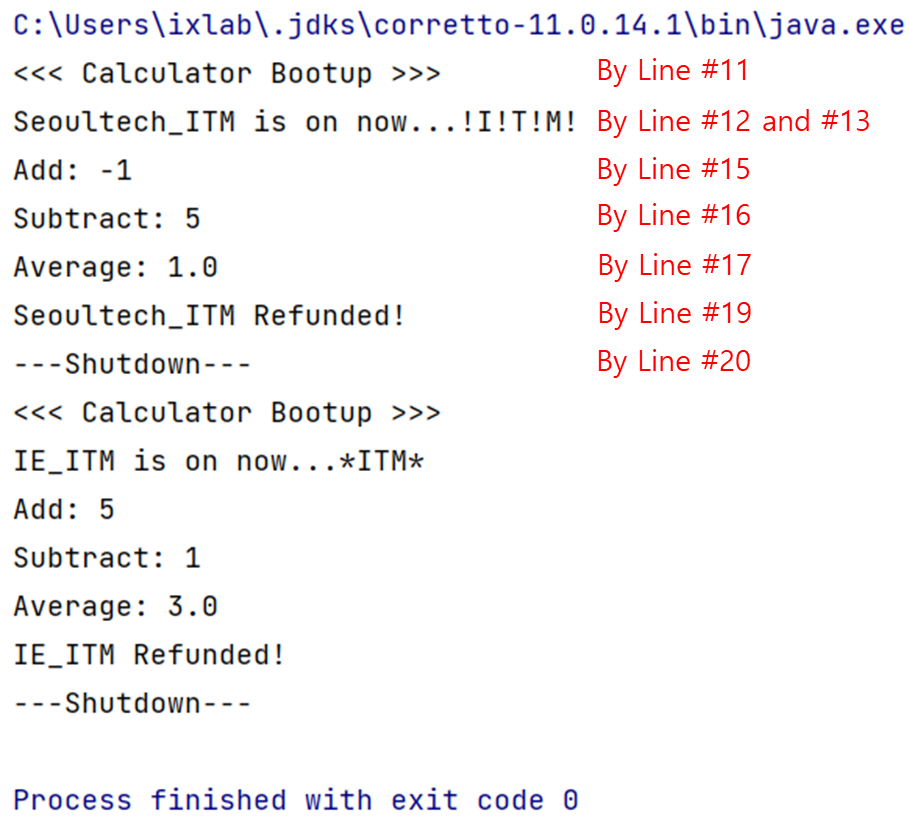 C:\Users\ixlab\.jdks\corretto-11.0.14.1\bin\java.exe
<<< Calculator Bootup >>> By Line #11
Seoultech_ITM is on now...!I!T!M! By Line #12 and #13
Add: -1 By Line #15
Subtract: 5 By Line #16
Average: 1.0 By Line #17
Seoultech_ITM Refunded! By Line #19
---Shutdown--- By Line #20
<<< Calculator Bootup >>>
IE_ITM is on now...*ITM*
Add: 5
Subtract: 1
Average: 3.0
IE_ITM Refunded!
---Shutdown---
Process finished with exit code 0